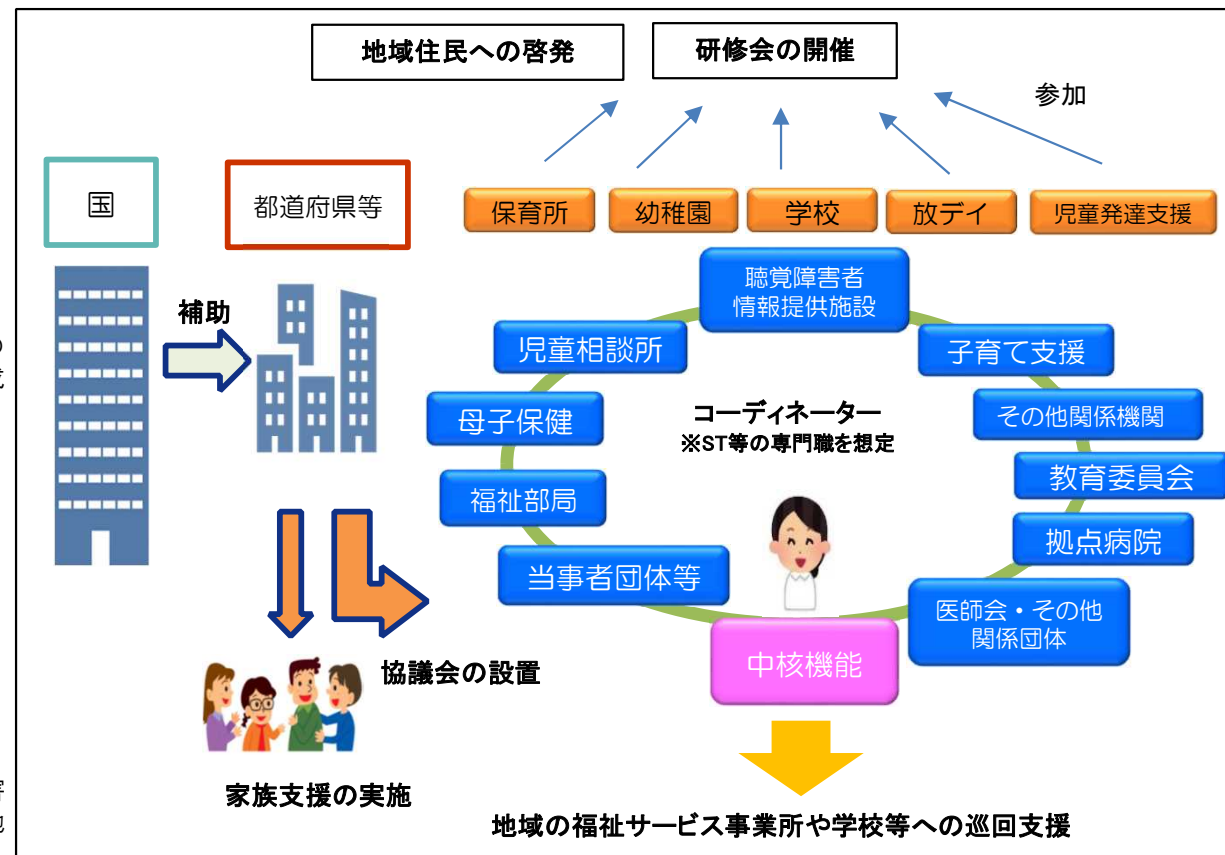 地域住民への啓発
研修会の開催
参加
国
都道府県等
保育所
幼稚園
学校
放デイ
児童発達支援
補助
聴覚障害者
情報提供施設
児童相談所
子育て支援
母子保健
コーディネーター
※ST等の専門職を想定
その他関係機関
教育委員会
福祉部局
拠点病院
当事者団体等
医師会・その他
関係団体
中核機能
協議会の設置
家族支援の実施
地域の福祉サービス事業所や学校等への巡回支援